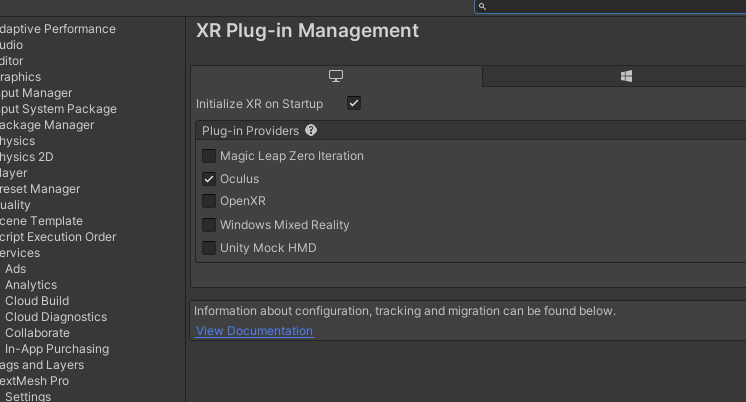 XR Plug-in Management
daptive Performance
udio
ditor
raphics
put Manager
put System Package
ackage Manager
hysics
hysics 2D
layer
reset Manager
uality
cene Template
cript Execution Order
ervices
Ads
Analytics
Cloud Build
Cloud Diagnostics
Collaborate
In-App Purchasing
ags and Layers
extMesh Pro
Settings
Initialize XR on Startup
Plug-in Providers
Magic Leap Zero Iteration
Oculus
OpenXR
Windows Mixed Reality
Unity Mock HMD
Information about configuration, tracking and migration can be found below.
View Documentation